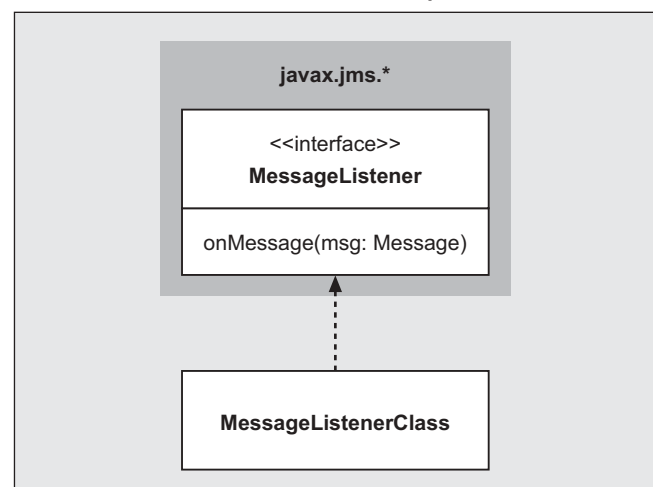 javax.jms.*
<<interface>>
MessageListener
onMessage(msg: Message)
MessageListenerClass